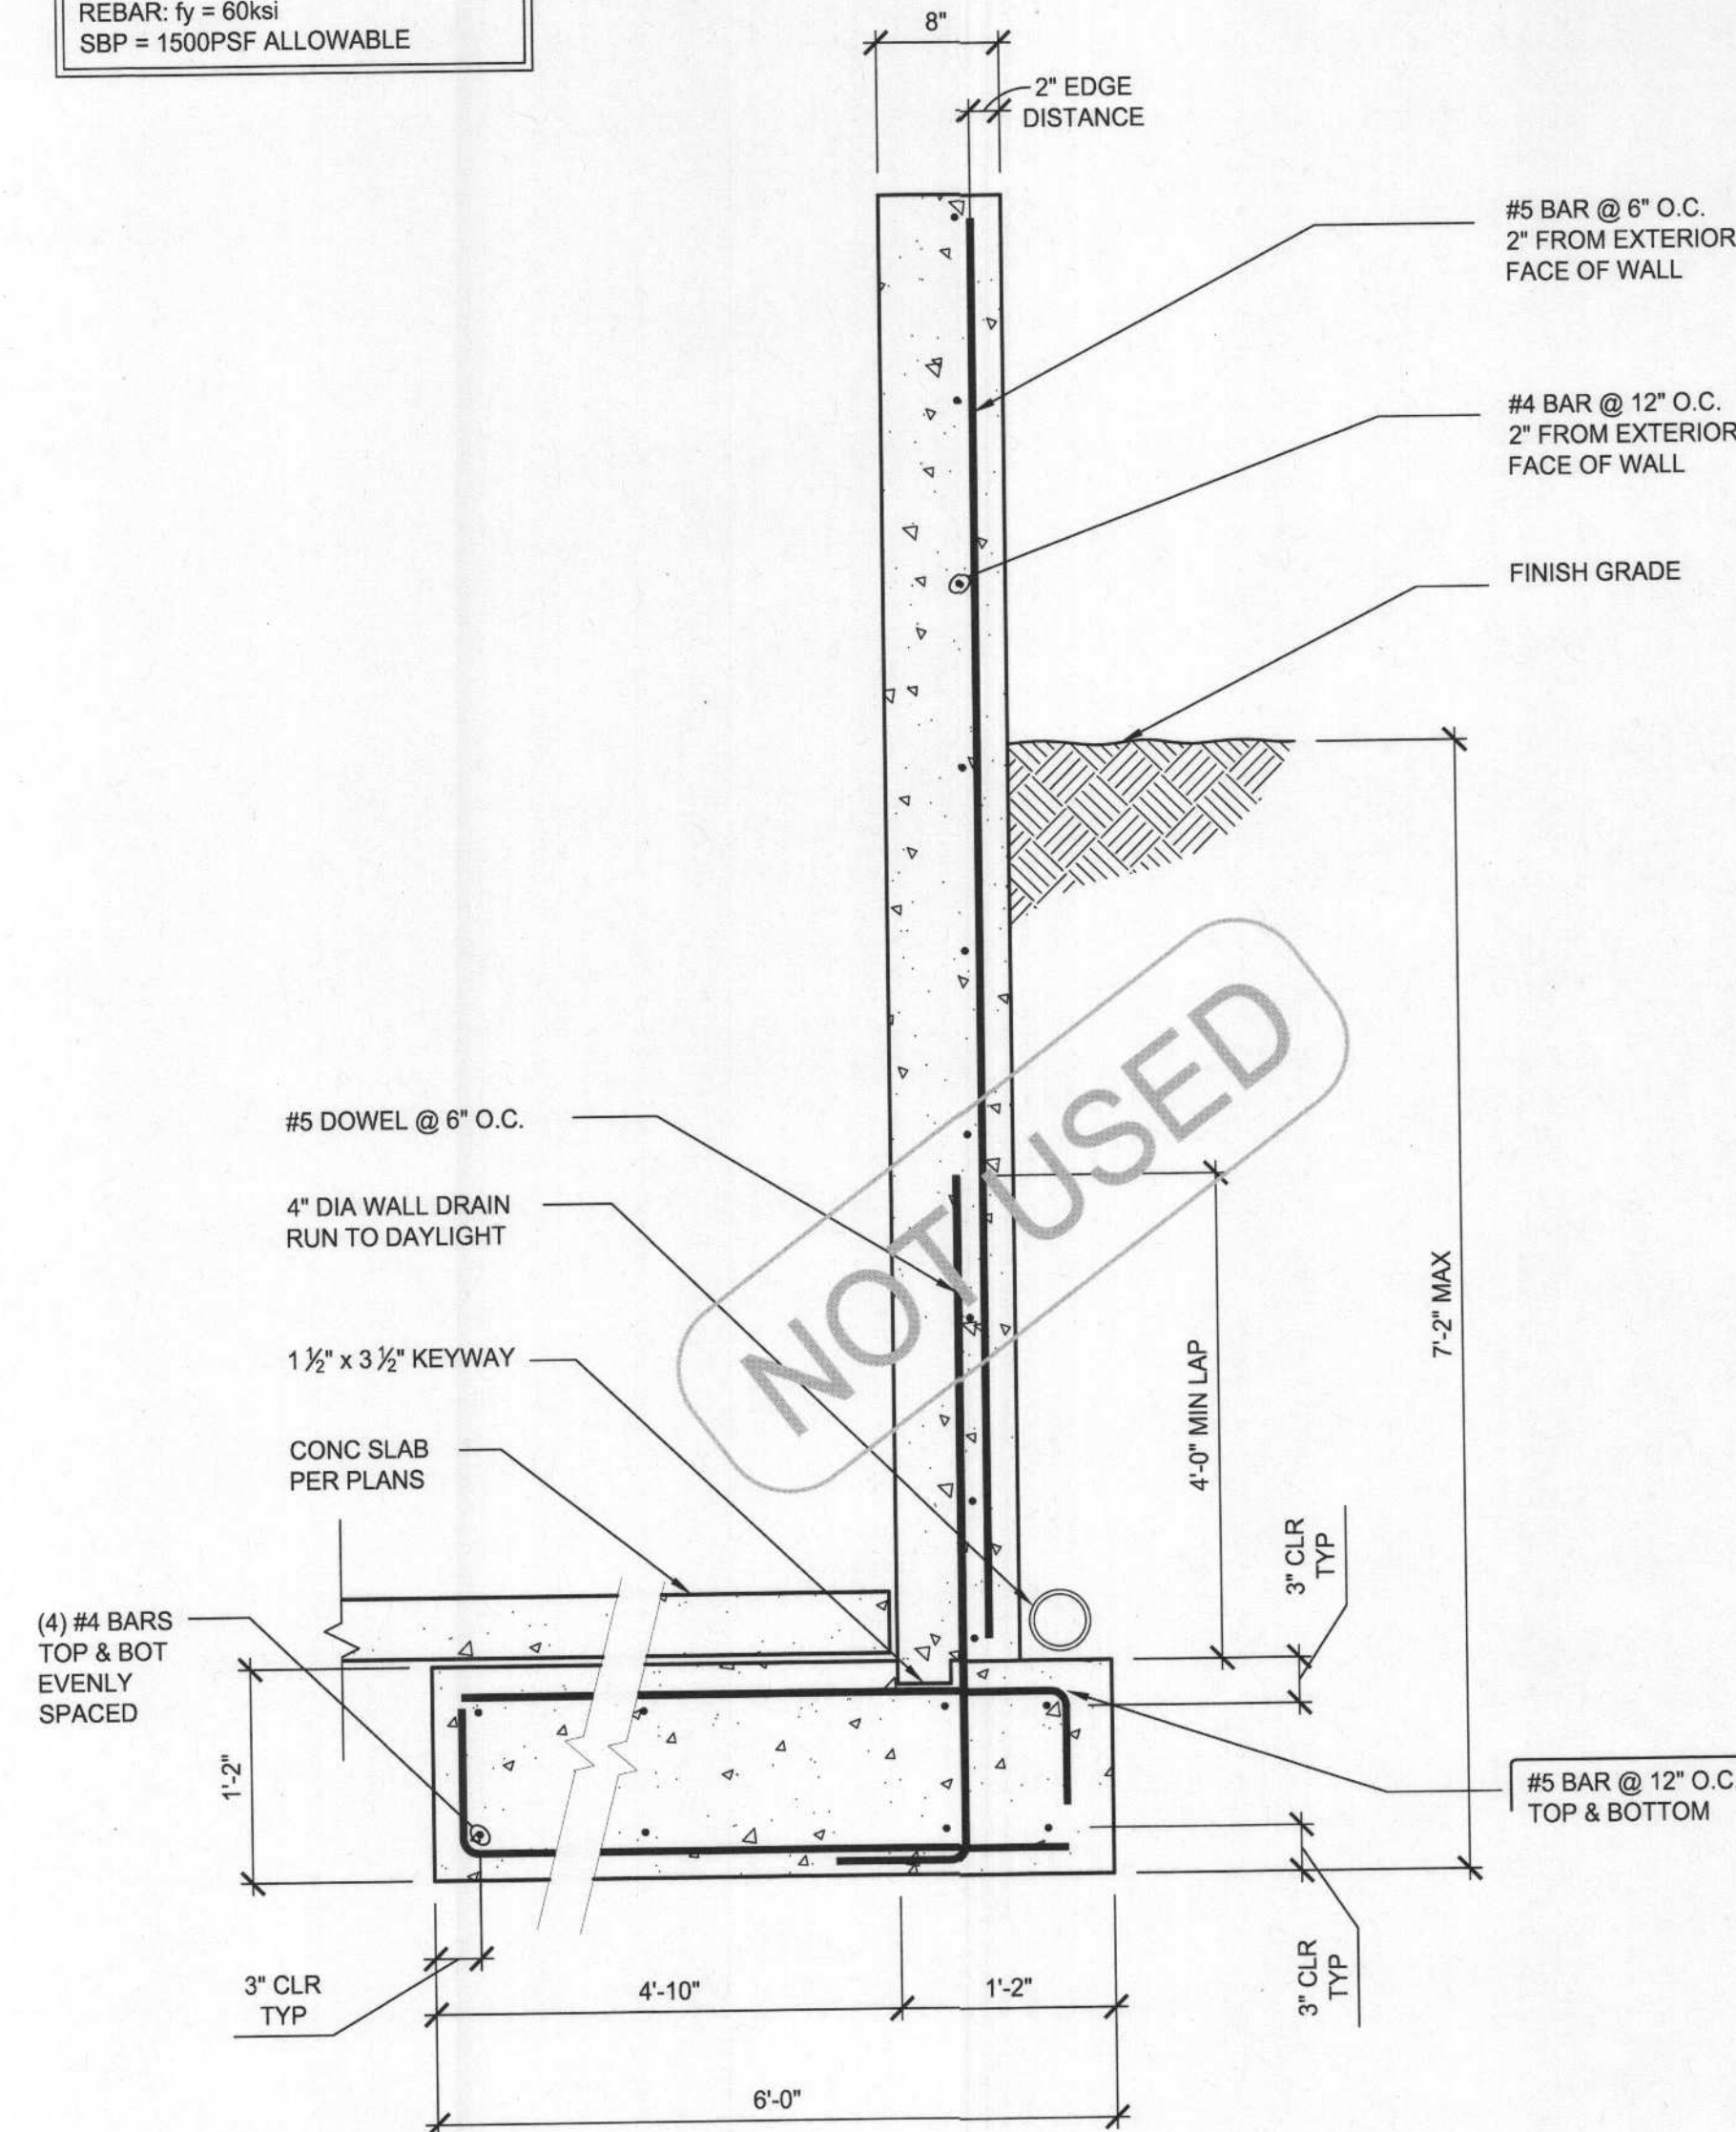 REBAR: fy = 60ksi
SBP = 1500PSF ALLOWABLE
8"
2" EDGE
DISTANCE
#5 BAR @ 6" O.C.
2" FROM EXTERIOR
FACE OF WALL
#4 BAR @ 12" O.C.
2" FROM EXTERIOR
FACE OF WALL
FINISH GRADE
NOT USED
#5 DOWEL @ 6" O.C.
4" DIA WALL DRAIN
RUN TO DAYLIGHT
1 ½" x 3 ½" KEYWAY
CONC SLAB
PER PLANS
(4) #4 BARS
TOP & BOT
EVENLY
SPACED
7'-2" MAX
4'-0" MIN LAP
3" CLR
TYP
1'-2"
#5 BAR @ 12" O.C.
TOP & BOTTOM
3" CLR
TYP
3" CLR
TYP
4'-10"
1'-2"
6'-0"